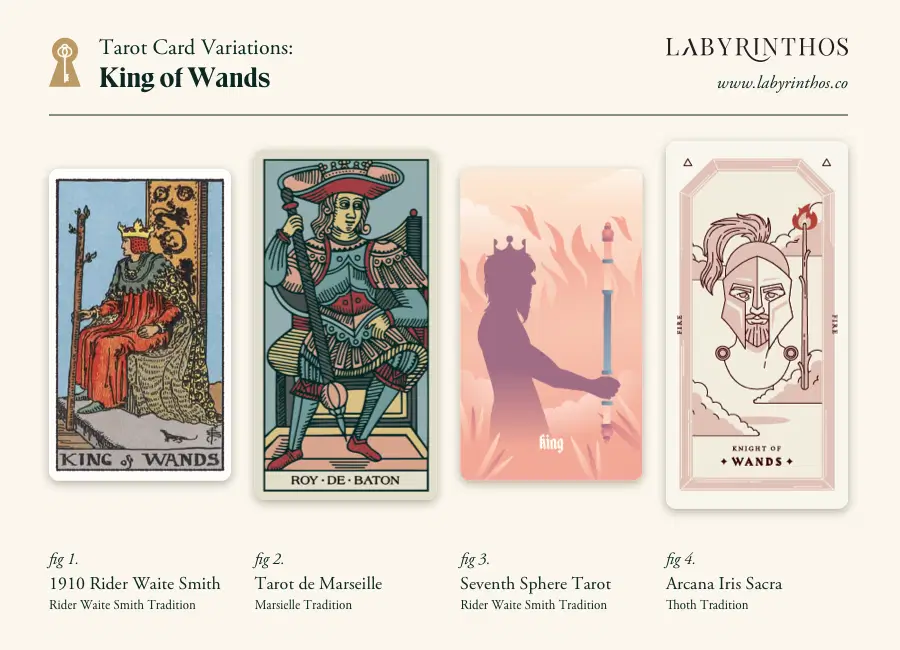 Tarot Card Variations:
King of Wands
LABYRINTHOS
www.labyrinthos.co
KING of WANDS
ROY·DE·BATON
king
FIRE
FIRE
KNIGHT OF
WANDS
fig 1.
1910 Rider Waite Smith
Rider Waite Smith Tradition
fig 2.
Tarot de Marseille
Marsielle Tradition
fig 3.
Seventh Sphere Tarot
Rider Waite Smith Tradition
fig 4.
Arcana Iris Sacra
Thoth Tradition